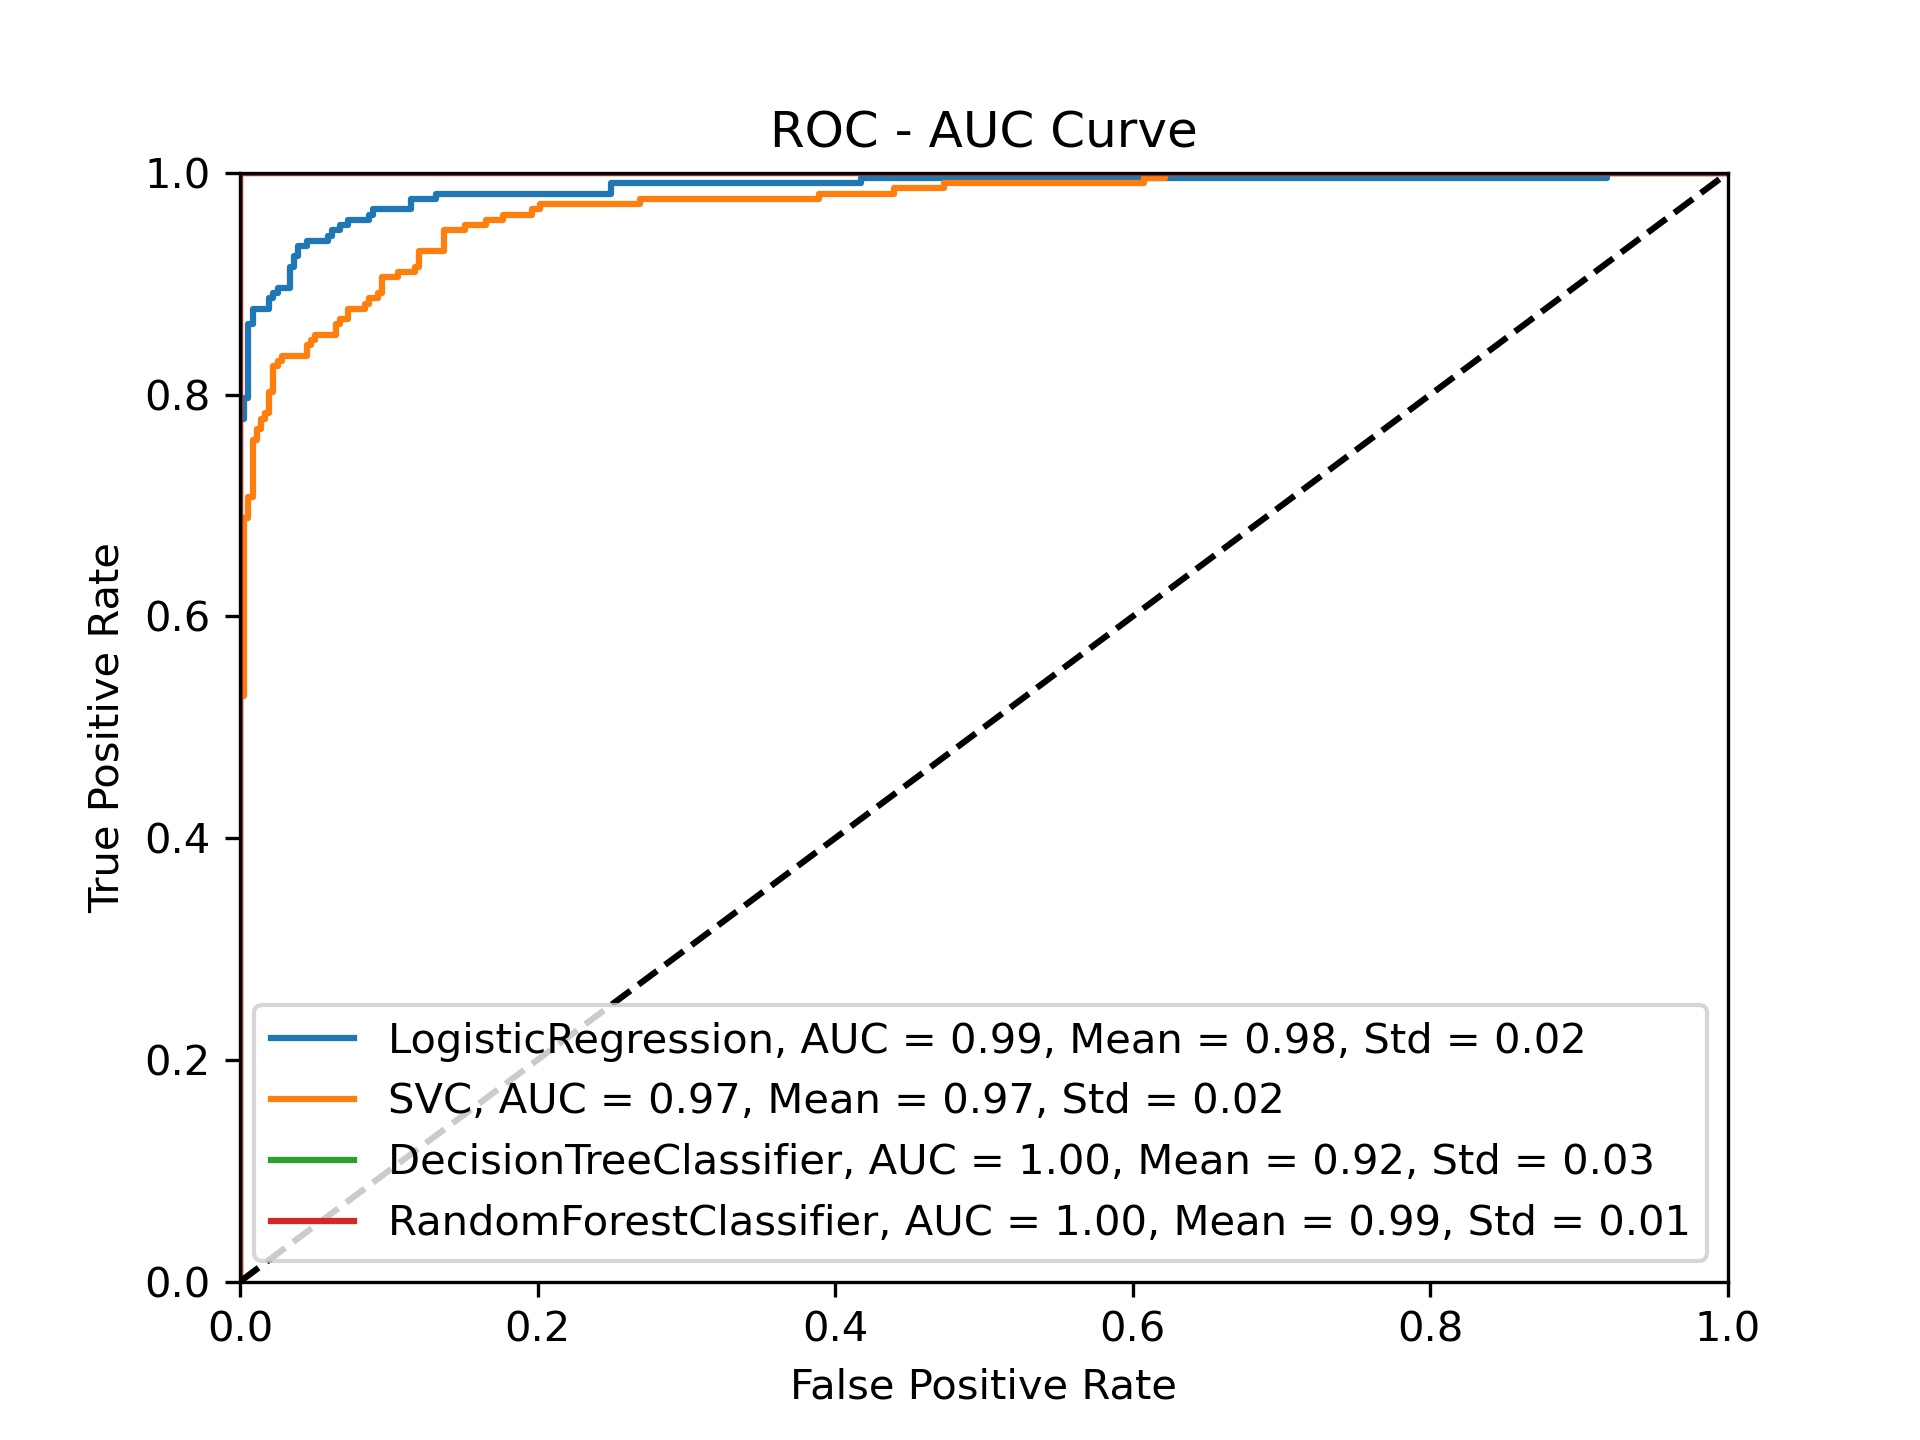 ROC - AUC Curve
1.0
0.8
0.6
0.4
0.2
0.0
True Positive Rate
LogisticRegression, AUC = 0.99, Mean = 0.98, Std = 0.02
SVC, AUC = 0.97, Mean = 0.97, Std = 0.02
DecisionTreeClassifier, AUC = 1.00, Mean = 0.92, Std = 0.03
RandomForestClassifier, AUC = 1.00, Mean = 0.99, Std = 0.01
0.0 0.2 0.4 0.6 0.8 1.0
False Positive Rate